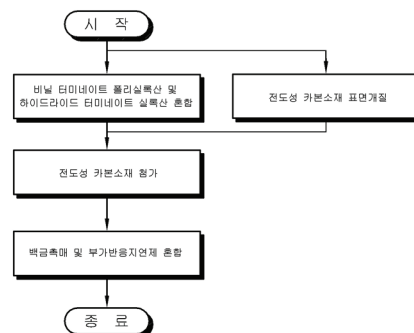 시 작
비닐 터미네이트 폴리실록산 및
하이드라이드 터미네이트 실록산 혼합
전도성 카본소재 표면개질
전도성 카본소재 첨가
백금촉매 및 부가반응지연제 혼합
종 료